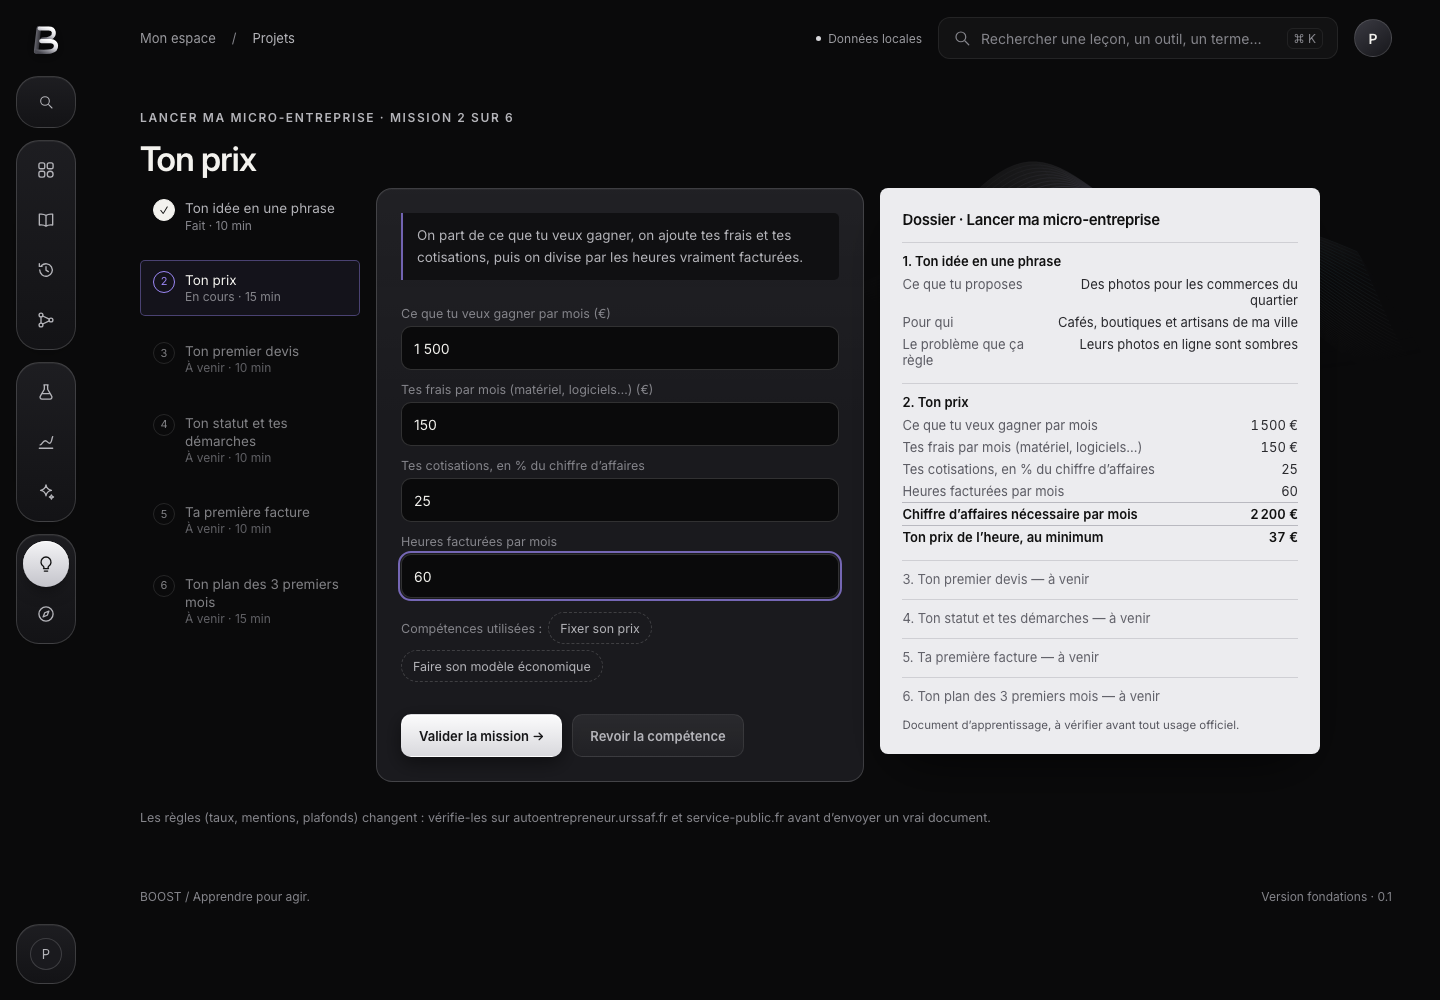 B
Mon espace / Projets
Données locales
Rechercher une leçon, un outil, un terme...
⌘ K
P
LANCER MA MICRO-ENTREPRISE · MISSION 2 SUR 6
Ton prix
Ton idée en une phrase
Fait · 10 min
2
Ton prix
En cours · 15 min
3
Ton premier devis
À venir · 10 min
4
Ton statut et tes
démarches
À venir · 10 min
5
Ta première facture
À venir · 10 min
6
Ton plan des 3 premiers
mois
À venir · 15 min
On part de ce que tu veux gagner, on ajoute tes frais et tes
cotisations, puis on divise par les heures vraiment facturées.
Ce que tu veux gagner par mois (€)
1 500
Tes frais par mois (matériel, logiciels…) (€)
150
Tes cotisations, en % du chiffre d’affaires
25
Heures facturées par mois
60
Compétences utilisées : Fixer son prix
Faire son modèle économique
Valider la mission →
Revoir la compétence
Dossier · Lancer ma micro-entreprise
1. Ton idée en une phrase
Ce que tu proposes Des photos pour les commerces du
quartier
Pour qui Cafés, boutiques et artisans de ma ville
Le problème que ça Leurs photos en ligne sont sombres
règle
2. Ton prix
Ce que tu veux gagner par mois 1 500 €
Tes frais par mois (matériel, logiciels…) 150 €
Tes cotisations, en % du chiffre d’affaires 25
Heures facturées par mois 60
Chiffre d’affaires nécessaire par mois 2 200 €
Ton prix de l’heure, au minimum 37 €
3. Ton premier devis — à venir
4. Ton statut et tes démarches — à venir
5. Ta première facture — à venir
6. Ton plan des 3 premiers mois — à venir
Document d’apprentissage, à vérifier avant tout usage officiel.
Les règles (taux, mentions, plafonds) changent : vérifie-les sur autoentrepreneur.urssaf.fr et service-public.fr avant d’envoyer un vrai document.
BOOST / Apprendre pour agir.
Version fondations · 0.1
P